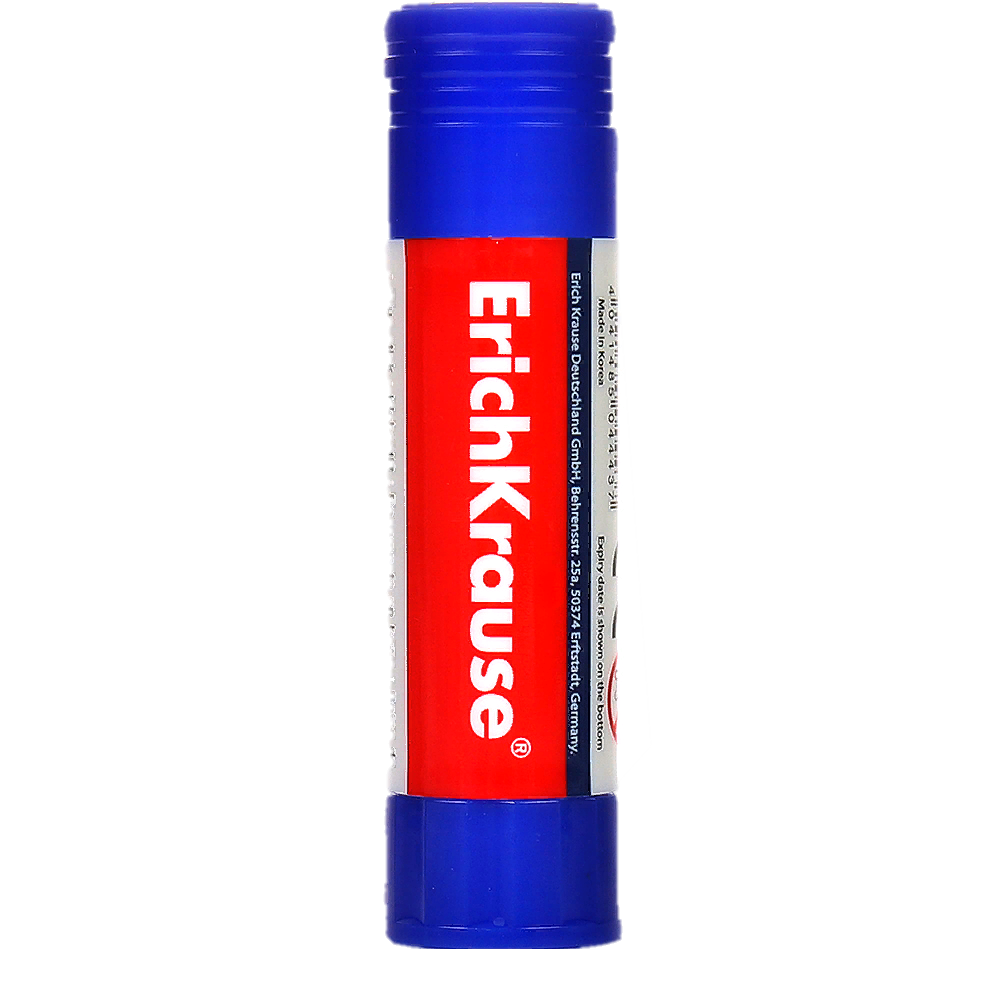 ErichKrause®
Erich Krause Deutschland GmbH, Behrensstr. 25a, 50374 Erftstadt, Germany.
Made in Korea
Expiry date is shown on the bottom